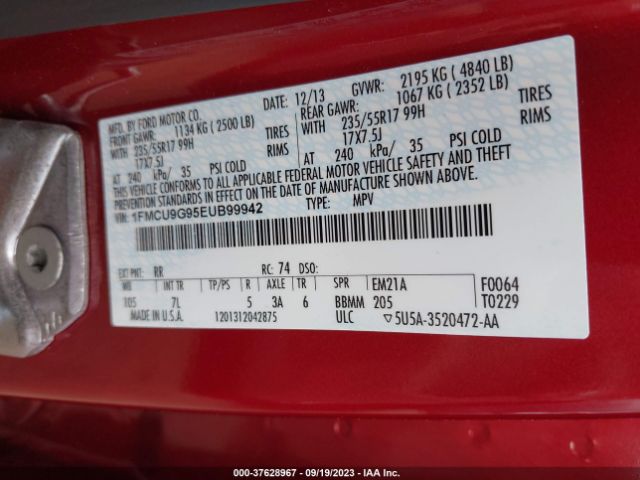 MFD. BY FORD MOTOR CO.
DATE: 12/13 GVWR: 2195 KG ( 4840 LB)
FRONT GAWR: 1134 KG ( 2500 LB) REAR GAWR: 1067 KG ( 2352 LB)
WITH 235/55R17 99H TIRES WITH 235/55R17 99H TIRES
17X7.5J RIMS 17X7.5J RIMS
AT 240 kPa/ 35 PSI COLD AT 240 kPa/ 35 PSI COLD
THIS VEHICLE CONFORMS TO ALL APPLICABLE FEDERAL MOTOR VEHICLE SAFETY AND THEFT
PREVENTION STANDARDS IN EFFECT ON THE DATE OF MANUFACTURE SHOWN ABOVE.
VIN: 1FMCU9G95EUB99942 TYPE: MPV
EXT PNT: RR RC: 74 DSO:
WB INT TR TP/PS R AXLE TR SPR EM21A F0064
105 7L 5 3A 6 BBMM 205 T0229
MADE IN U.S.A. 1201312042875 ULC ▽5U5A-3520472-AA
000-37628967 - 09/19/2023 - IAA Inc.